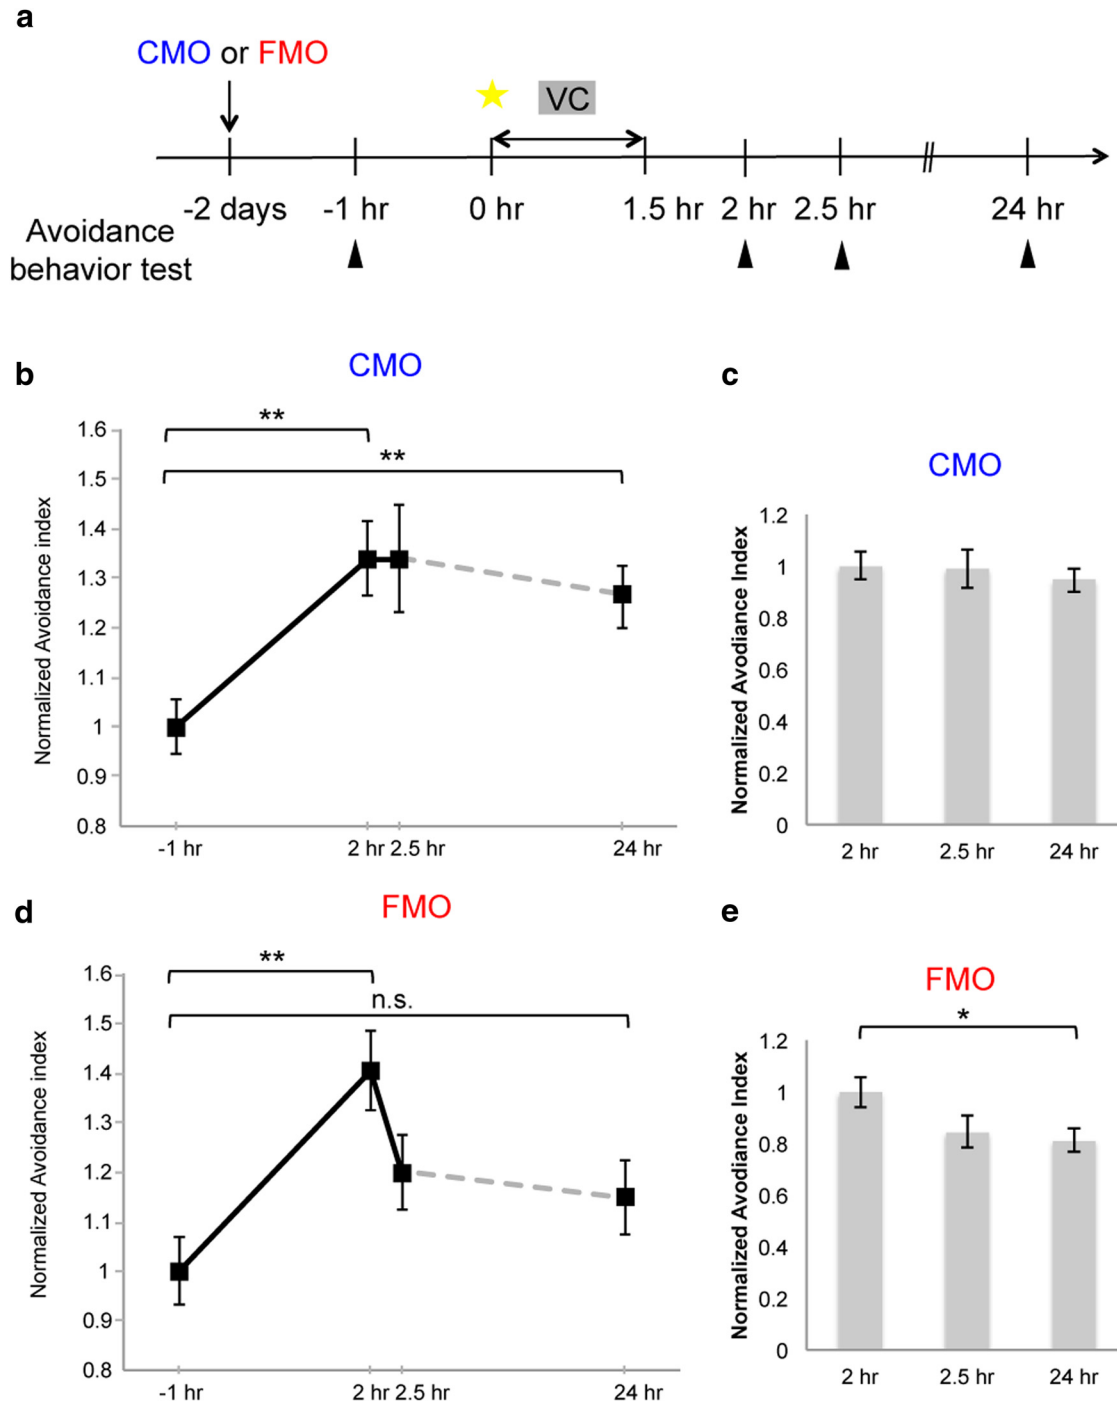 a
CMO or FMO
VC
-2 days -1 hr 0 hr 1.5 hr 2 hr 2.5 hr 24 hr
Avoidance
behavior test
b
CMO
**
**
Normalized Avoidance index
1.6
1.5
1.4
1.3
1.2
1.1
1
0.9
0.8
-1 hr 2 hr 2.5 hr 24 hr
c
CMO
Normalized Avodiance Index
1.2
1
0.8
0.6
0.4
0.2
0
2 hr 2.5 hr 24 hr
d
FMO
**
n.s.
Normalized Avoidance index
1.6
1.5
1.4
1.3
1.2
1.1
1
0.9
0.8
-1 hr 2 hr 2.5 hr 24 hr
e
FMO
*
Normalized Avodiance Index
1.2
1
0.8
0.6
0.4
0.2
0
2 hr 2.5 hr 24 hr